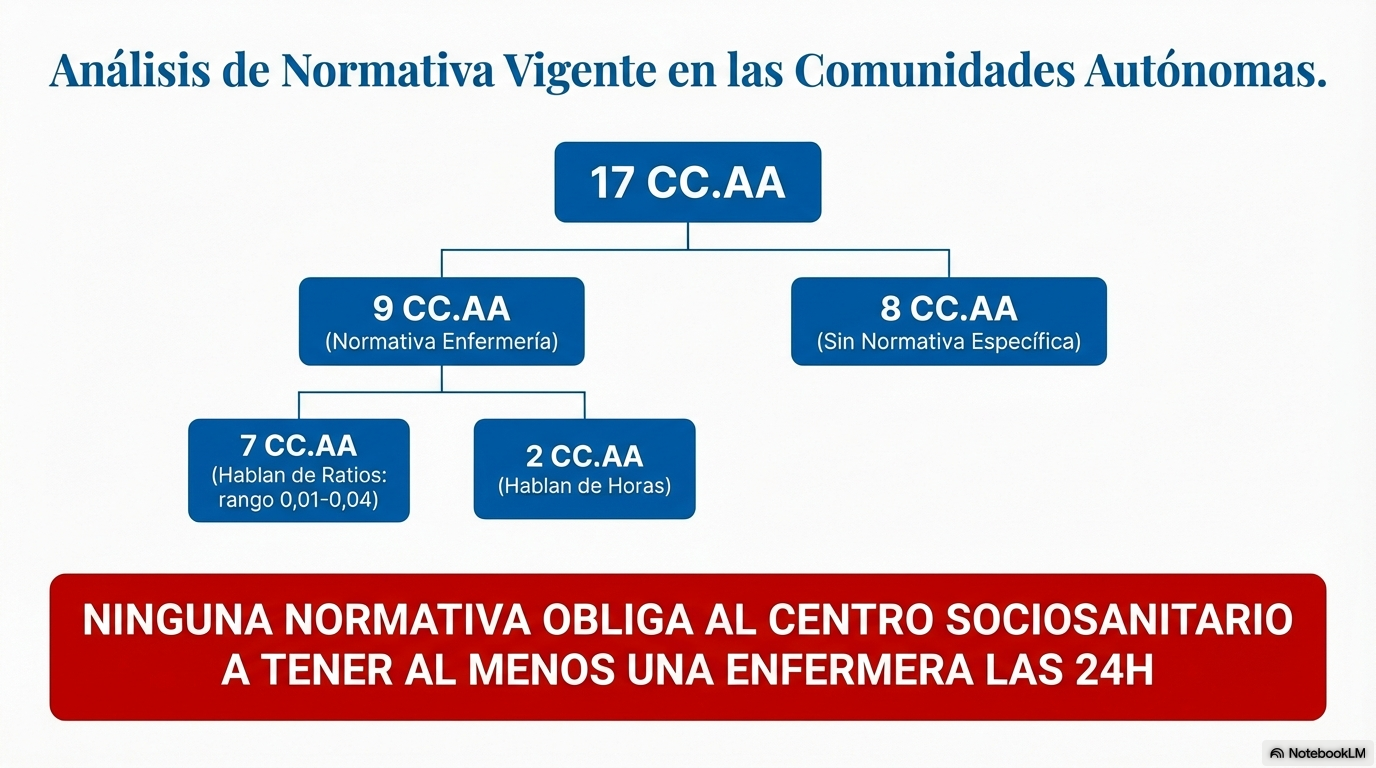 Análisis de Normativa Vigente en las Comunidades Autónomas.
17 CC.AA
9 CC.AA
(Normativa Enfermería)
8 CC.AA
(Sin Normativa Específica)
7 CC.AA
(Hablan de Ratios:
rango 0,01-0,04)
2 CC.AA
(Hablan de Horas)
NINGUNA NORMATIVA OBLIGA AL CENTRO SOCIOSANITARIO
A TENER AL MENOS UNA ENFERMERA LAS 24H
NotebookLM